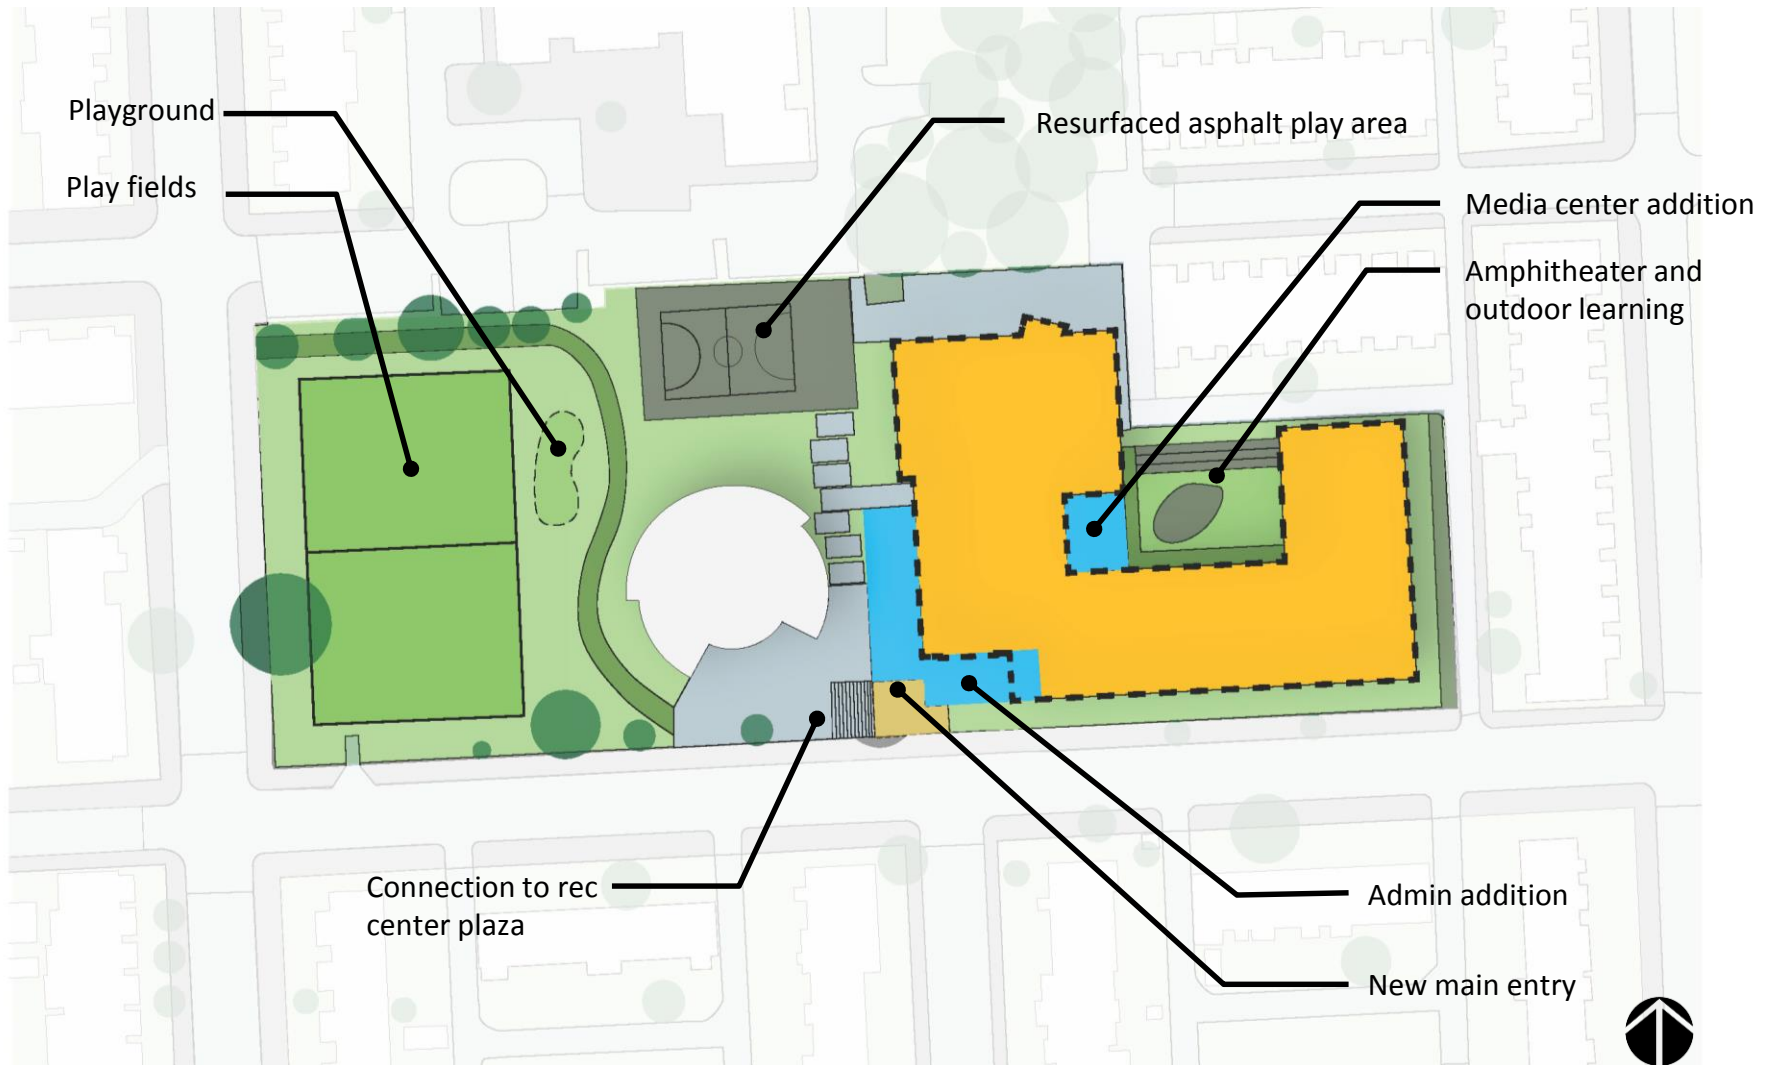 Playground
Resurfaced asphalt play area
Play fields
Media center addition
Amphitheater and
outdoor learning
Connection to rec
center plaza
Admin addition
New main entry